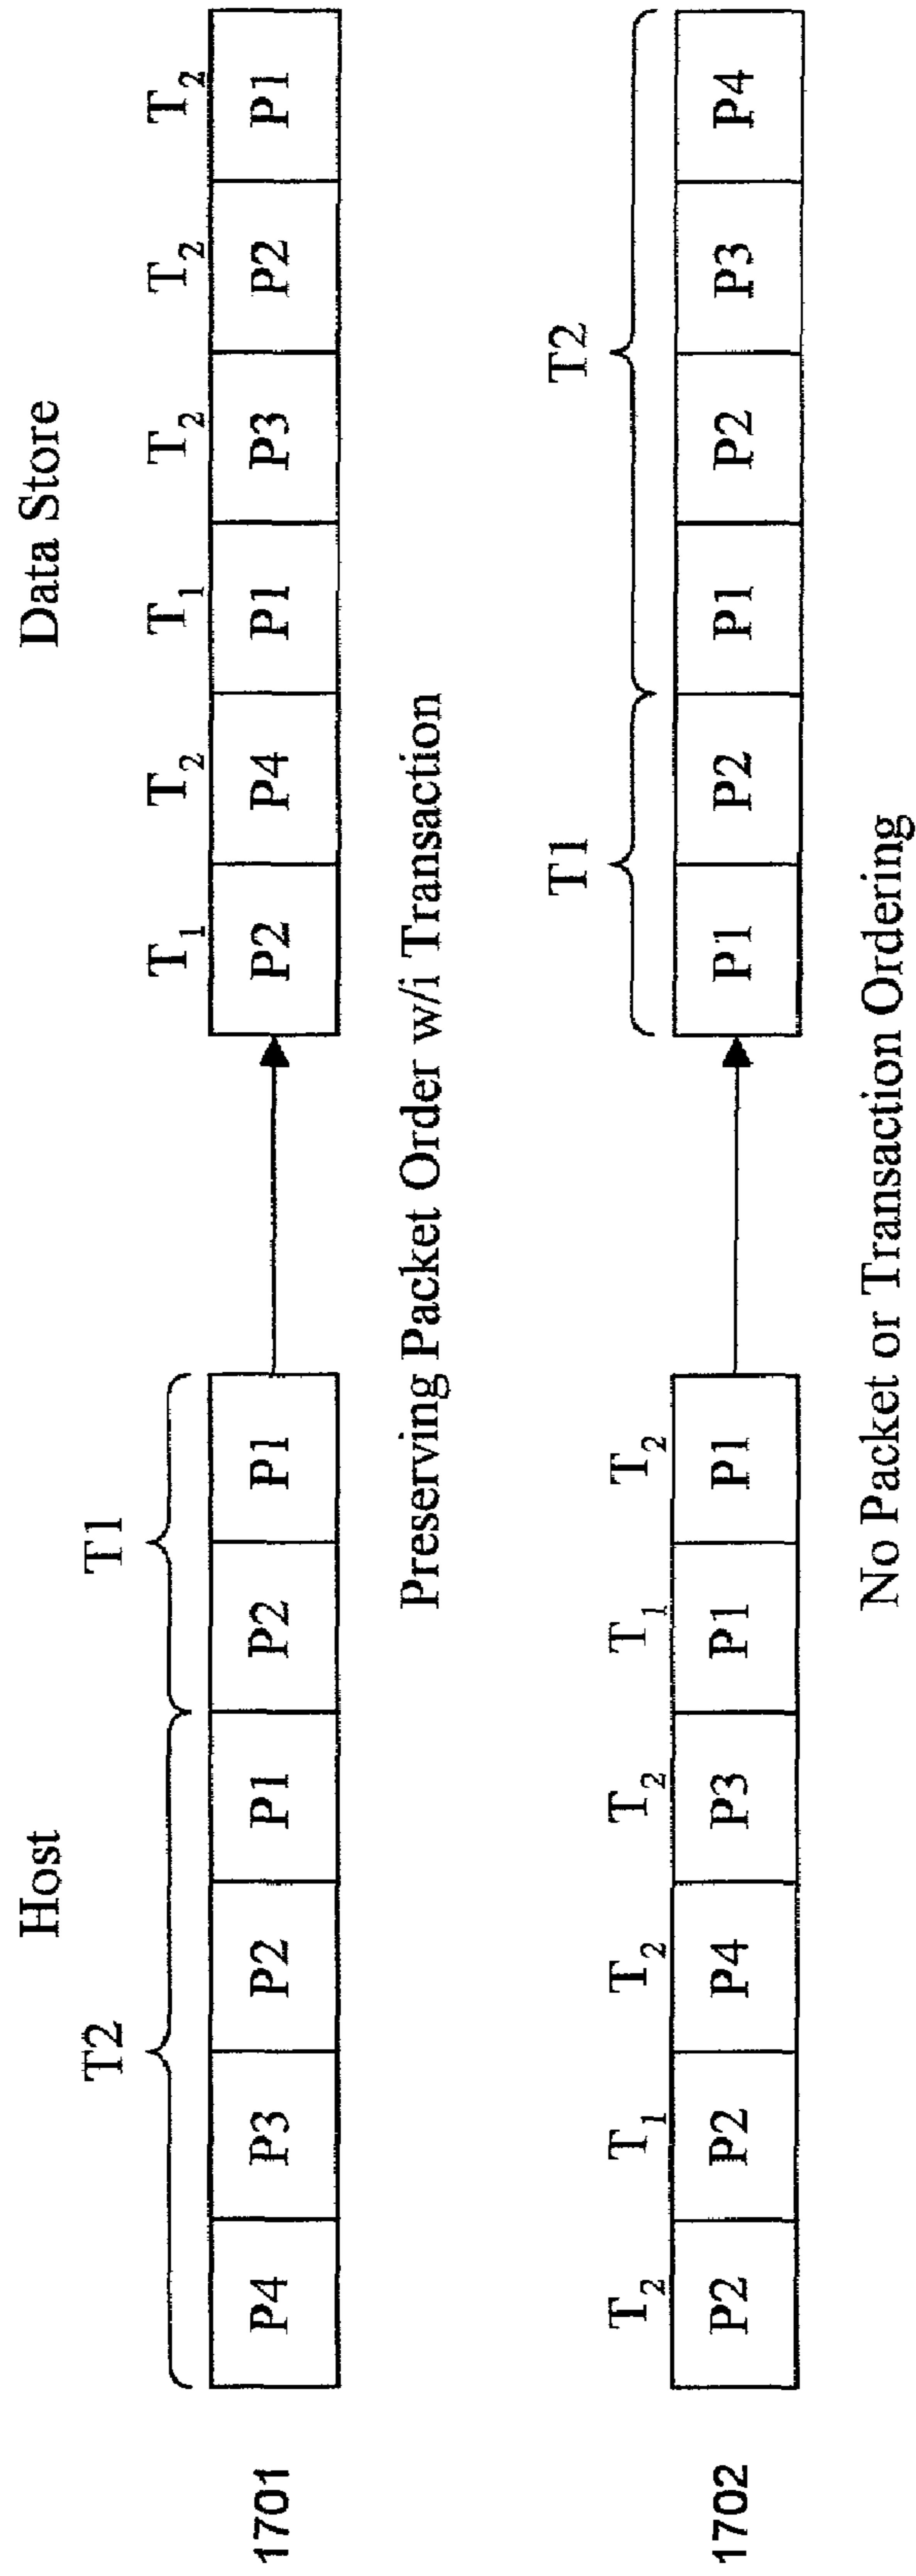 Host Data Store
T2 T1 T1 T2 T1 T2 T2 T2
1701 P4 P3 P2 P1 P2 P1 P2 P4 P1 P3 P2 P1
Preserving Packet Order w/i Transaction
T2 T1 T2 T2 T1 T2 T1 T2
1702 P2 P2 P4 P3 P1 P1 P1 P2 P1 P2 P3 P4
No Packet or Transaction Ordering